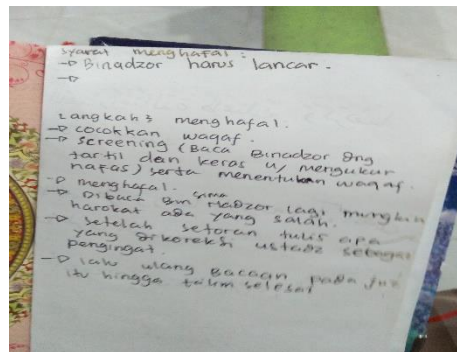 syarat menghafal :
→ Binadzor harus lancar.
→
Langkah² menghafal.
→ cocokkan waqaf.
→ screening (Baca Binadzor dng
tartil dan keras u/ mengukur
nafas) serta menentukan waqaf.
→ menghafal.
→ Dibaca Bin Nadzor lagi mungkin
harokat ada yang salah.
→ setelah setoran tulis apa
yang dikoreksi ustadz sebagai
pengingat.
→ lalu ulang Bacaan pada juz
itu hingga selesai